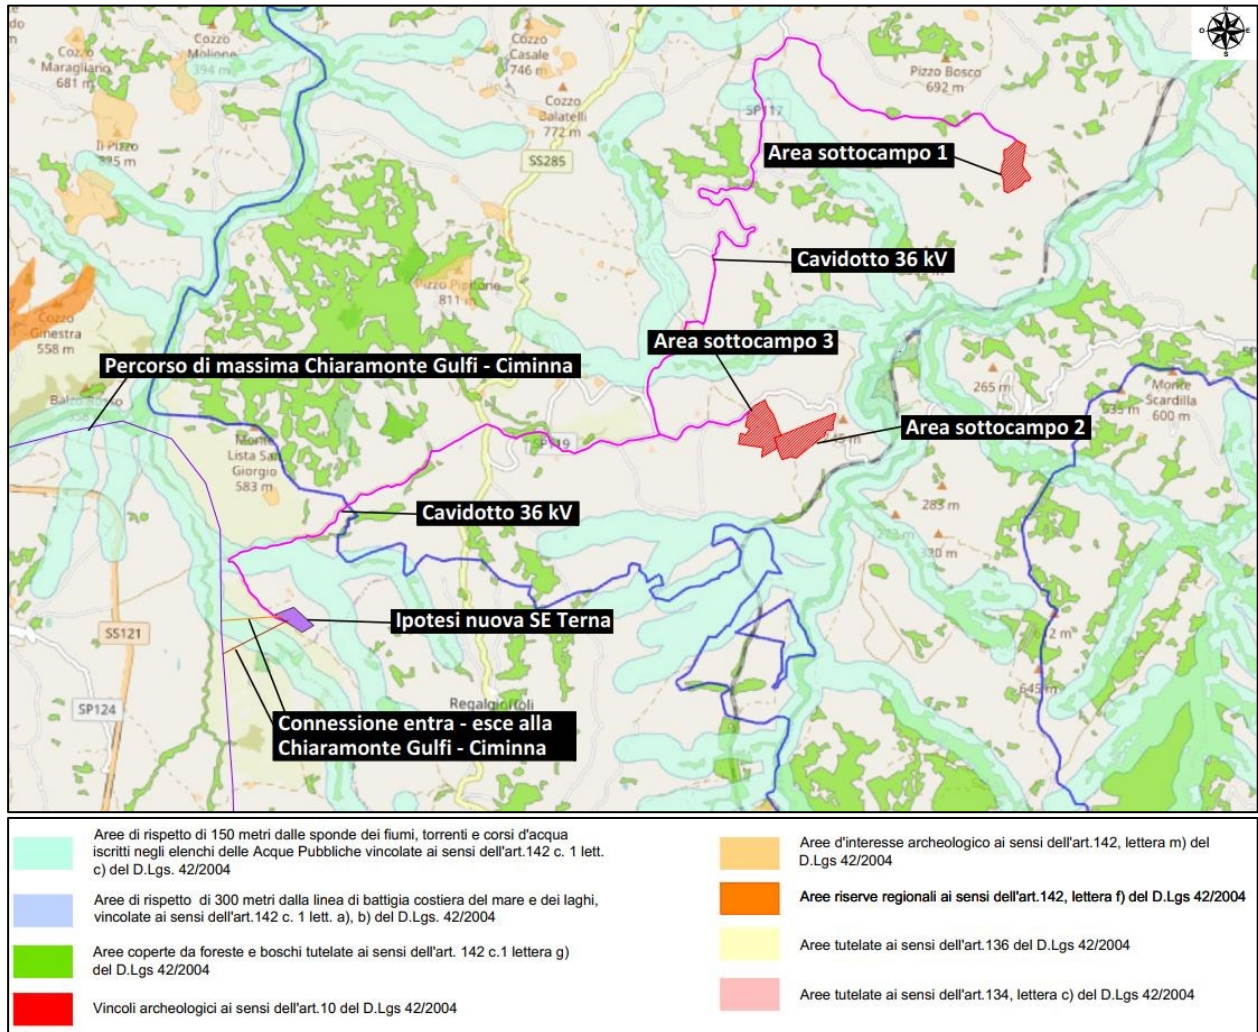 N
O
E
S
Cozzo
Maragliano
681 m
Cozzo
Molione
394 m
Cozzo
Casale
746 m
Cozzo
Balatelli
772 m
Pizzo Bosco
692 m
SP117
Il Pizzo
SS285
Area sottocampo 1
Cavidotto 36 kV
Pizzo Pipitone
811 m
Cozzo
Ginestra
558 m
Area sottocampo 3
Percorso di massima Chiaramonte Gulfi - Ciminna
265 m
Monte
Scardilla
600 m
Area sottocampo 2
Monte
Lista San
Giorgio
583 m
SP119
283 m
Cavidotto 36 kV
320 m
Ipotesi nuova SE Terna
SS121
645 m
Regalgioffoli
SP124
Connessione entra - esce alla
Chiaramonte Gulfi - Ciminna
Aree di rispetto di 150 metri dalle sponde dei fiumi, torrenti e corsi d'acqua
iscritti negli elenchi delle Acque Pubbliche vincolate ai sensi dell'art.142 c. 1 lett.
c) del D.Lgs. 42/2004
Aree di rispetto di 300 metri dalla linea di battigia costiera del mare e dei laghi,
vincolate ai sensi dell'art.142 c. 1 lett. a), b) del D.Lgs. 42/2004
Aree coperte da foreste e boschi tutelate ai sensi dell'art. 142 c.1 lettera g)
del D.Lgs 42/2004
Vincoli archeologici ai sensi dell'art.10 del D.Lgs 42/2004
Aree d'interesse archeologico ai sensi dell'art.142, lettera m) del
D.Lgs 42/2004
Aree riserve regionali ai sensi dell'art.142, lettera f) del D.Lgs 42/2004
Aree tutelate ai sensi dell'art.136 del D.Lgs 42/2004
Aree tutelate ai sensi dell'art.134, lettera c) del D.Lgs 42/2004